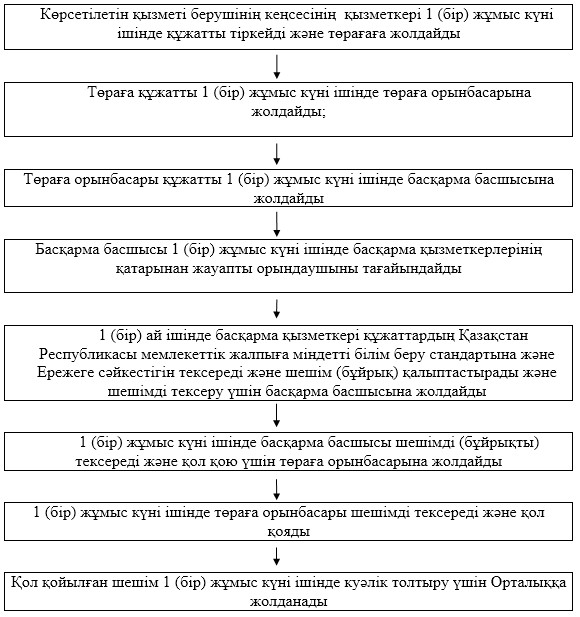 Көрсетілетін қызметі берушінің кеңсесінің қызметкері 1 (бір) жұмыс күні
ішінде құжатты тіркейді және төрағаға жолдайды
Төраға құжатты 1 (бір) жұмыс күні ішінде төраға орынбасарына
жолдайды;
Төраға орынбасары құжатты 1 (бір) жұмыс күні ішінде басқарма басшысына
жолдайды
Басқарма басшысы 1 (бір) жұмыс күні ішінде басқарма қызметкерлерінің
қатарынан жауапты орындаушыны тағайындайды
1 (бір) ай ішінде басқарма қызметкері құжаттардың Қазақстан
Республикасы мемлекеттік жалпыға міндетті білім беру стандартына және
Ережеге сәйкестігін тексереді және шешім (бұйрық) қалыптастырады және
шешімді тексеру үшін басқарма басшысына жолдайды
1 (бір) жұмыс күні ішінде басқарма басшысы шешімді (бұйрықты)
тексереді және қол қою үшін төраға орынбасарына жолдайды
1 (бір) жұмыс күні ішінде төраға орынбасары шешімді тексереді және қол
қояды
Қол қойылған шешім 1 (бір) жұмыс күні ішінде куәлік толтыру үшін Орталыққа
жолданады